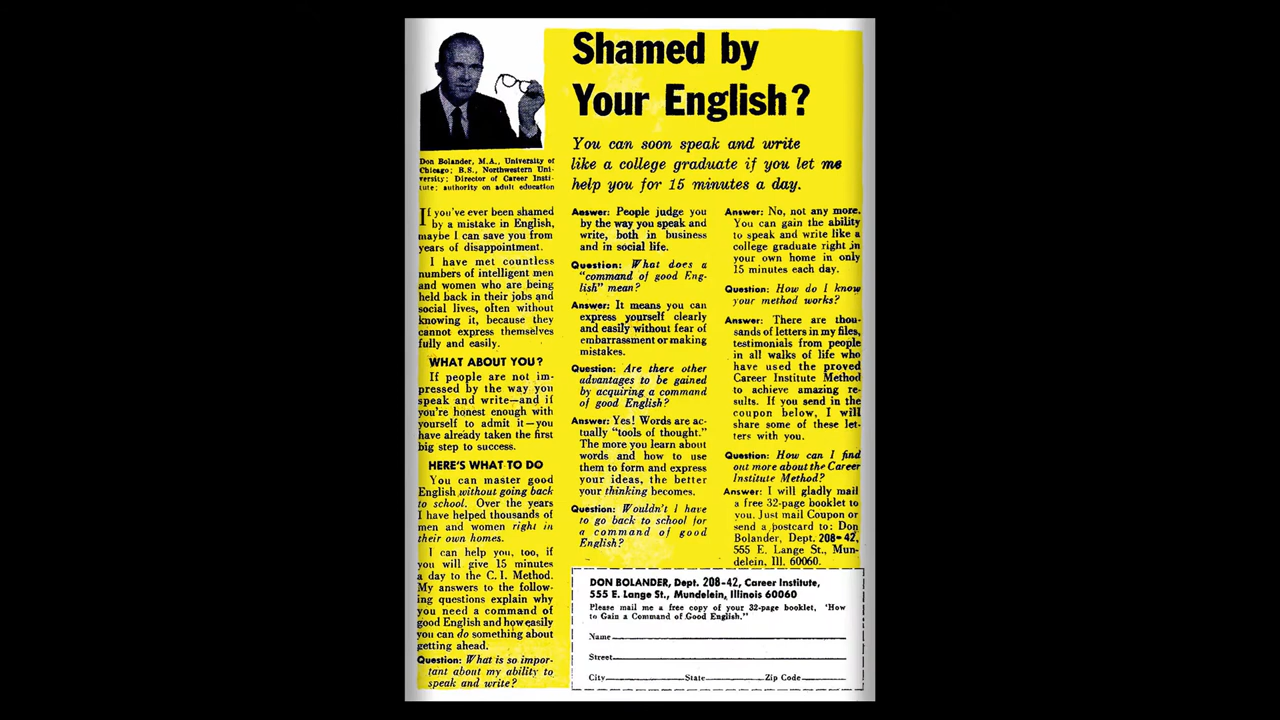 Shamed by
Your English?
You can soon speak and write
like a college graduate if you let me
help you for 15 minutes a day.
Don Bolander, M.A., University of
Chicago; B.S., Northwestern Uni-
versity; Director of Career Insti-
tute; authority on adult education
If you've ever been shamed
by a mistake in English,
maybe I can save you from
years of disappointment.
I have met countless
numbers of intelligent men
and women who are being
held back in their jobs and
social lives, often without
knowing it, because they
cannot express themselves
fully and easily.
WHAT ABOUT YOU?
If people are not im-
pressed by the way you
speak and write—and if
you're honest enough with
yourself to admit it—you
have already taken the first
big step to success.
HERE'S WHAT TO DO
You can master good
English without going back
to school. Over the years
I have helped thousands of
men and women right in
their own homes.
I can help you, too, if
you will give 15 minutes
a day to the C. I. Method.
My answers to the follow-
ing questions explain why
you need a command of
good English and how easily
you can do something about
getting ahead.
Question: What is so impor-
tant about my ability to
speak and write?
Answer: People judge you
by the way you speak and
write, both in business
and in social life.
Question: What does a
"command of good Eng-
lish" mean?
Answer: It means you can
express yourself clearly
and easily without fear of
embarrassment or making
mistakes.
Question: Are there other
advantages to be gained
by acquiring a command
of good English?
Answer: Yes! Words are ac-
tually "tools of thought."
The more you learn about
words and how to use
them to form and express
your ideas, the better
your thinking becomes.
Question: Wouldn't I have
to go back to school for
a command of good
English?
Answer: No, not any more.
You can gain the ability
to speak and write like a
college graduate right in
your own home in only
15 minutes each day.
Question: How do I know
your method works?
Answer: There are thou-
sands of letters in my files,
testimonials from people
in all walks of life who
have used the proved
Career Institute Method
to achieve amazing re-
sults. If you send in the
coupon below, I will
share some of these let-
ters with you.
Question: How can I find
out more about the Career
Institute Method?
Answer: I will gladly mail
a free 32-page booklet to
you. Just mail Coupon or
send a postcard to: Don
Bolander, Dept. 208-42,
555 E. Lange St., Mun-
delein, Ill. 60060.
DON BOLANDER, Dept. 208-42, Career Institute,
555 E. Lange St., Mundelein, Illinois 60060
Please mail me a free copy of your 32-page booklet, 'How
to Gain a Command of Good English."
Name
Street
City State Zip Code